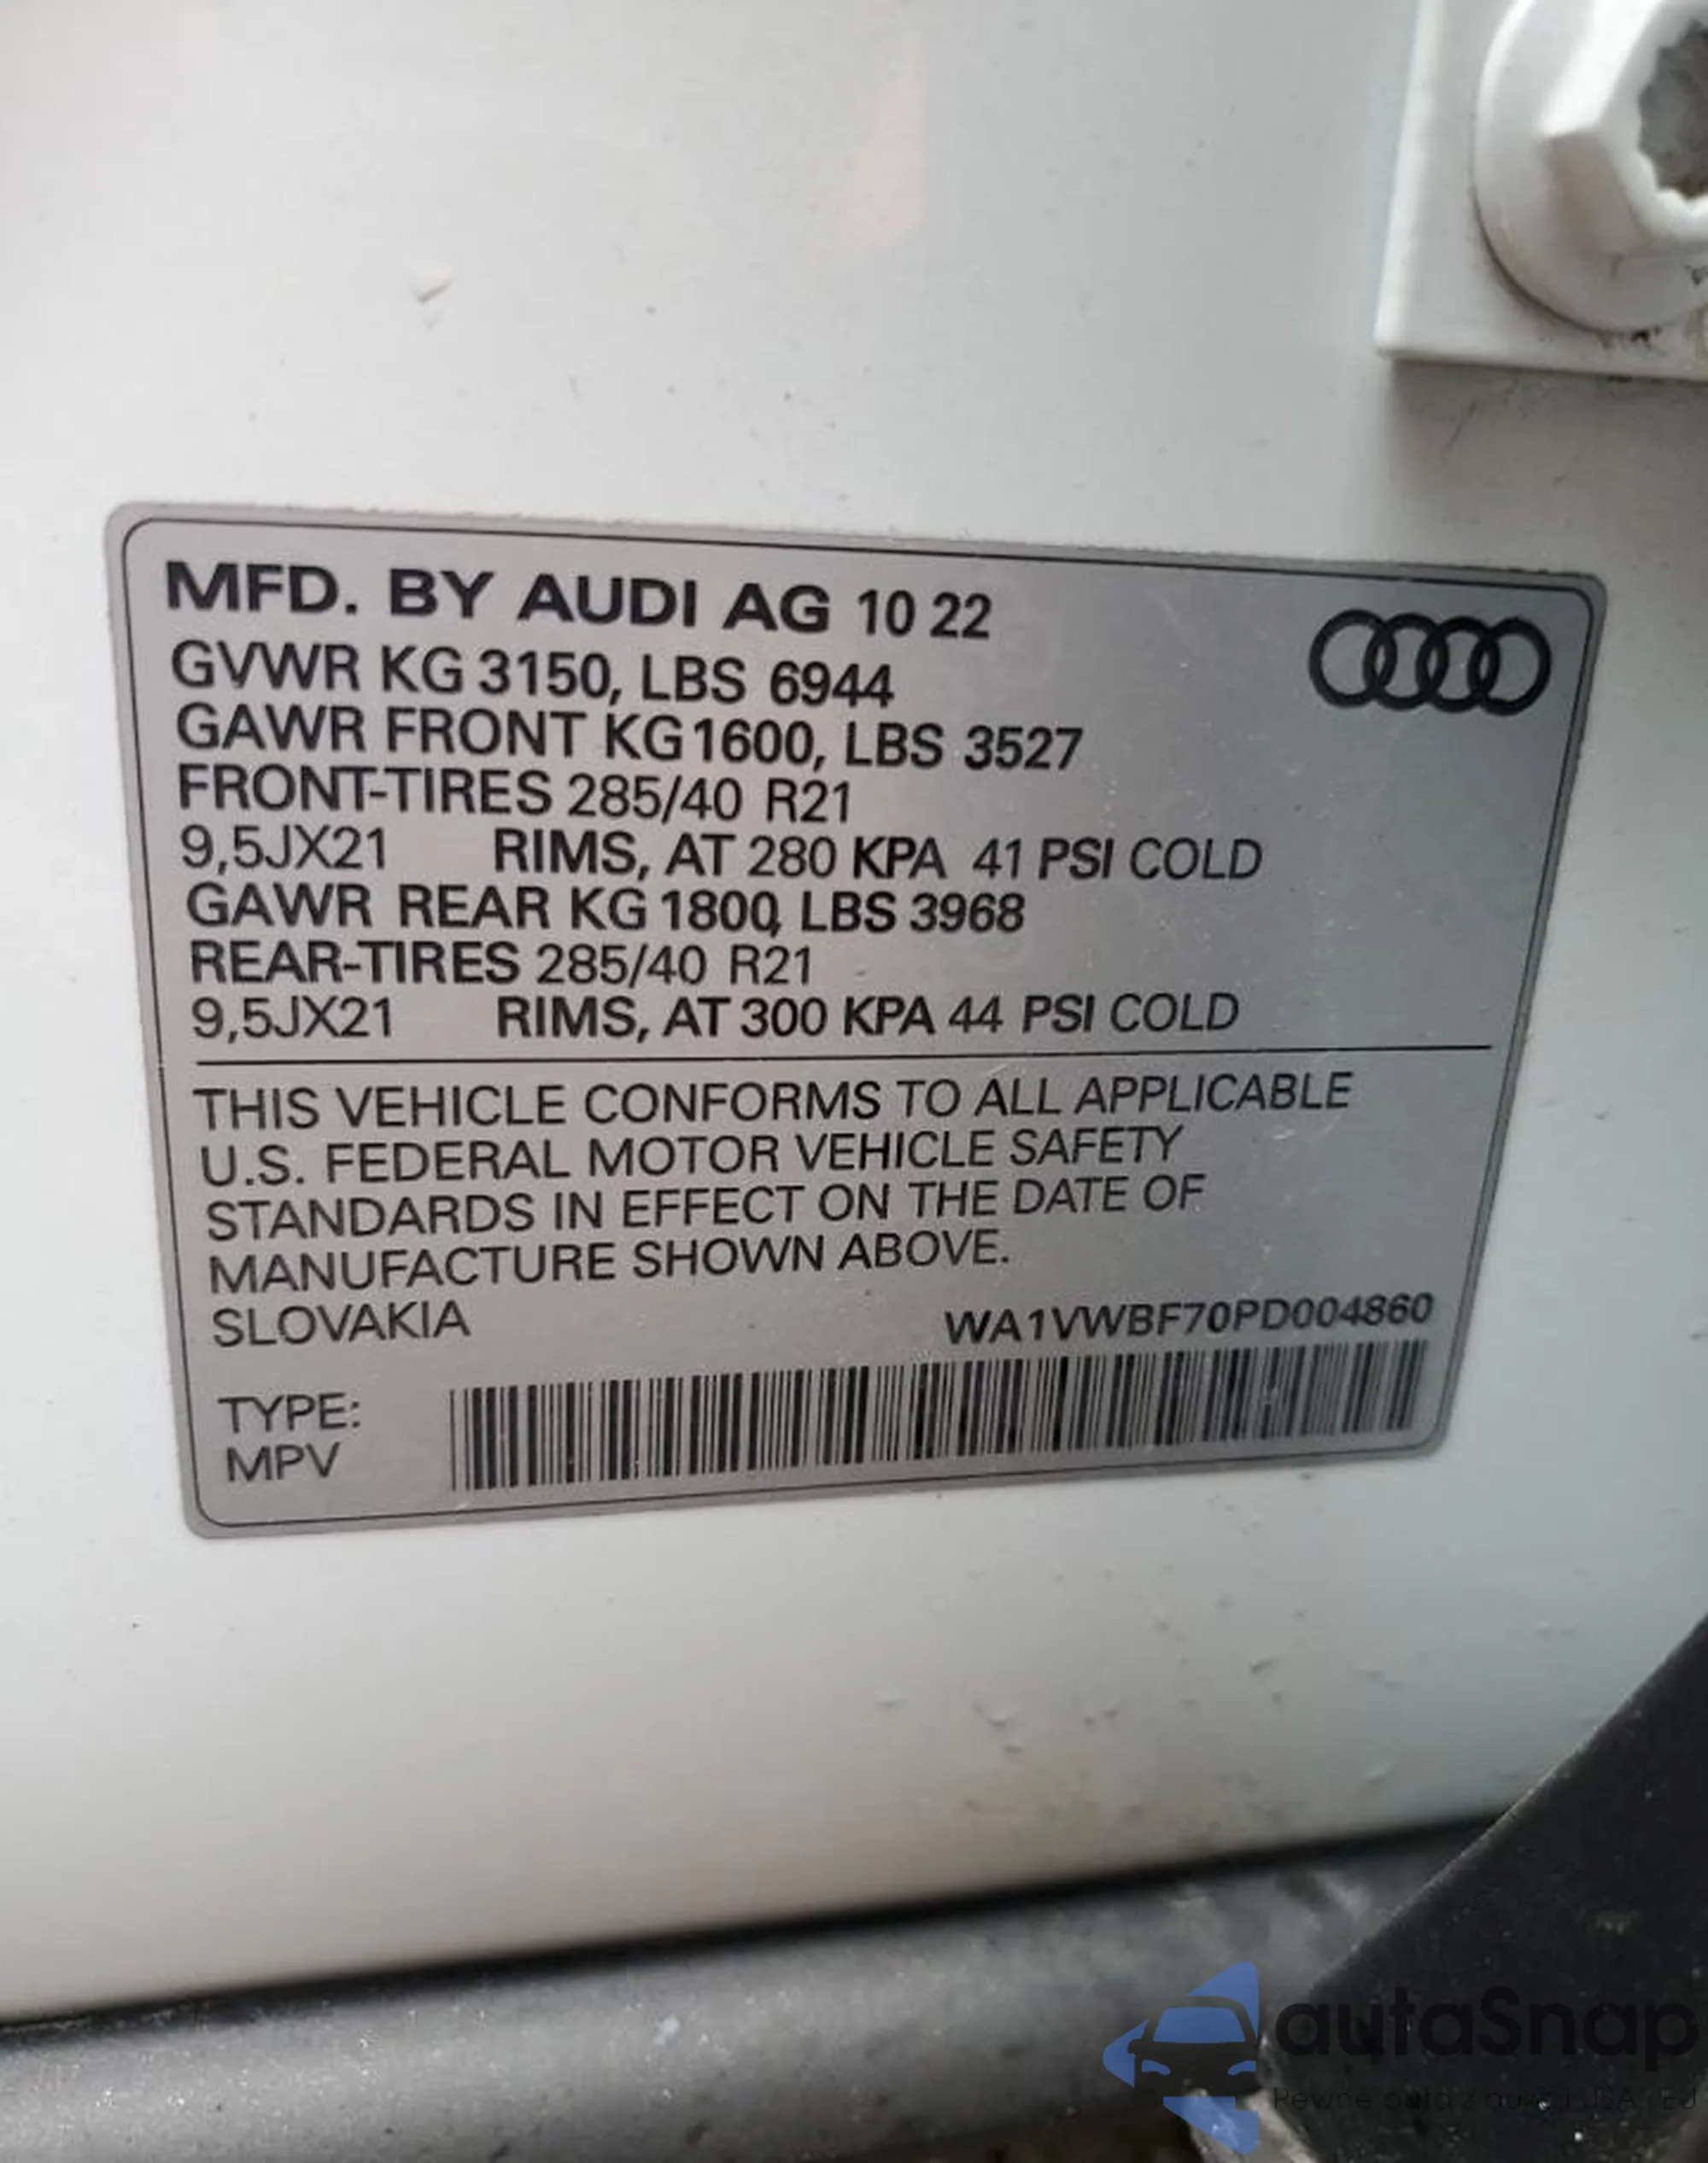 MFD. BY AUDI AG 10 22
GVWR KG 3150, LBS 6944
GAWR FRONT KG 1600, LBS 3527
FRONT-TIRES 285/40 R21
9,5JX21 RIMS, AT 280 KPA 41 PSI COLD
GAWR REAR KG 1800, LBS 3968
REAR-TIRES 285/40 R21
9,5JX21 RIMS, AT 300 KPA 44 PSI COLD
THIS VEHICLE CONFORMS TO ALL APPLICABLE
U.S. FEDERAL MOTOR VEHICLE SAFETY
STANDARDS IN EFFECT ON THE DATE OF
MANUFACTURE SHOWN ABOVE.
SLOVAKIA WA1VWBF70PD004860
TYPE:
MPV
autaSnap
Pewne auta z